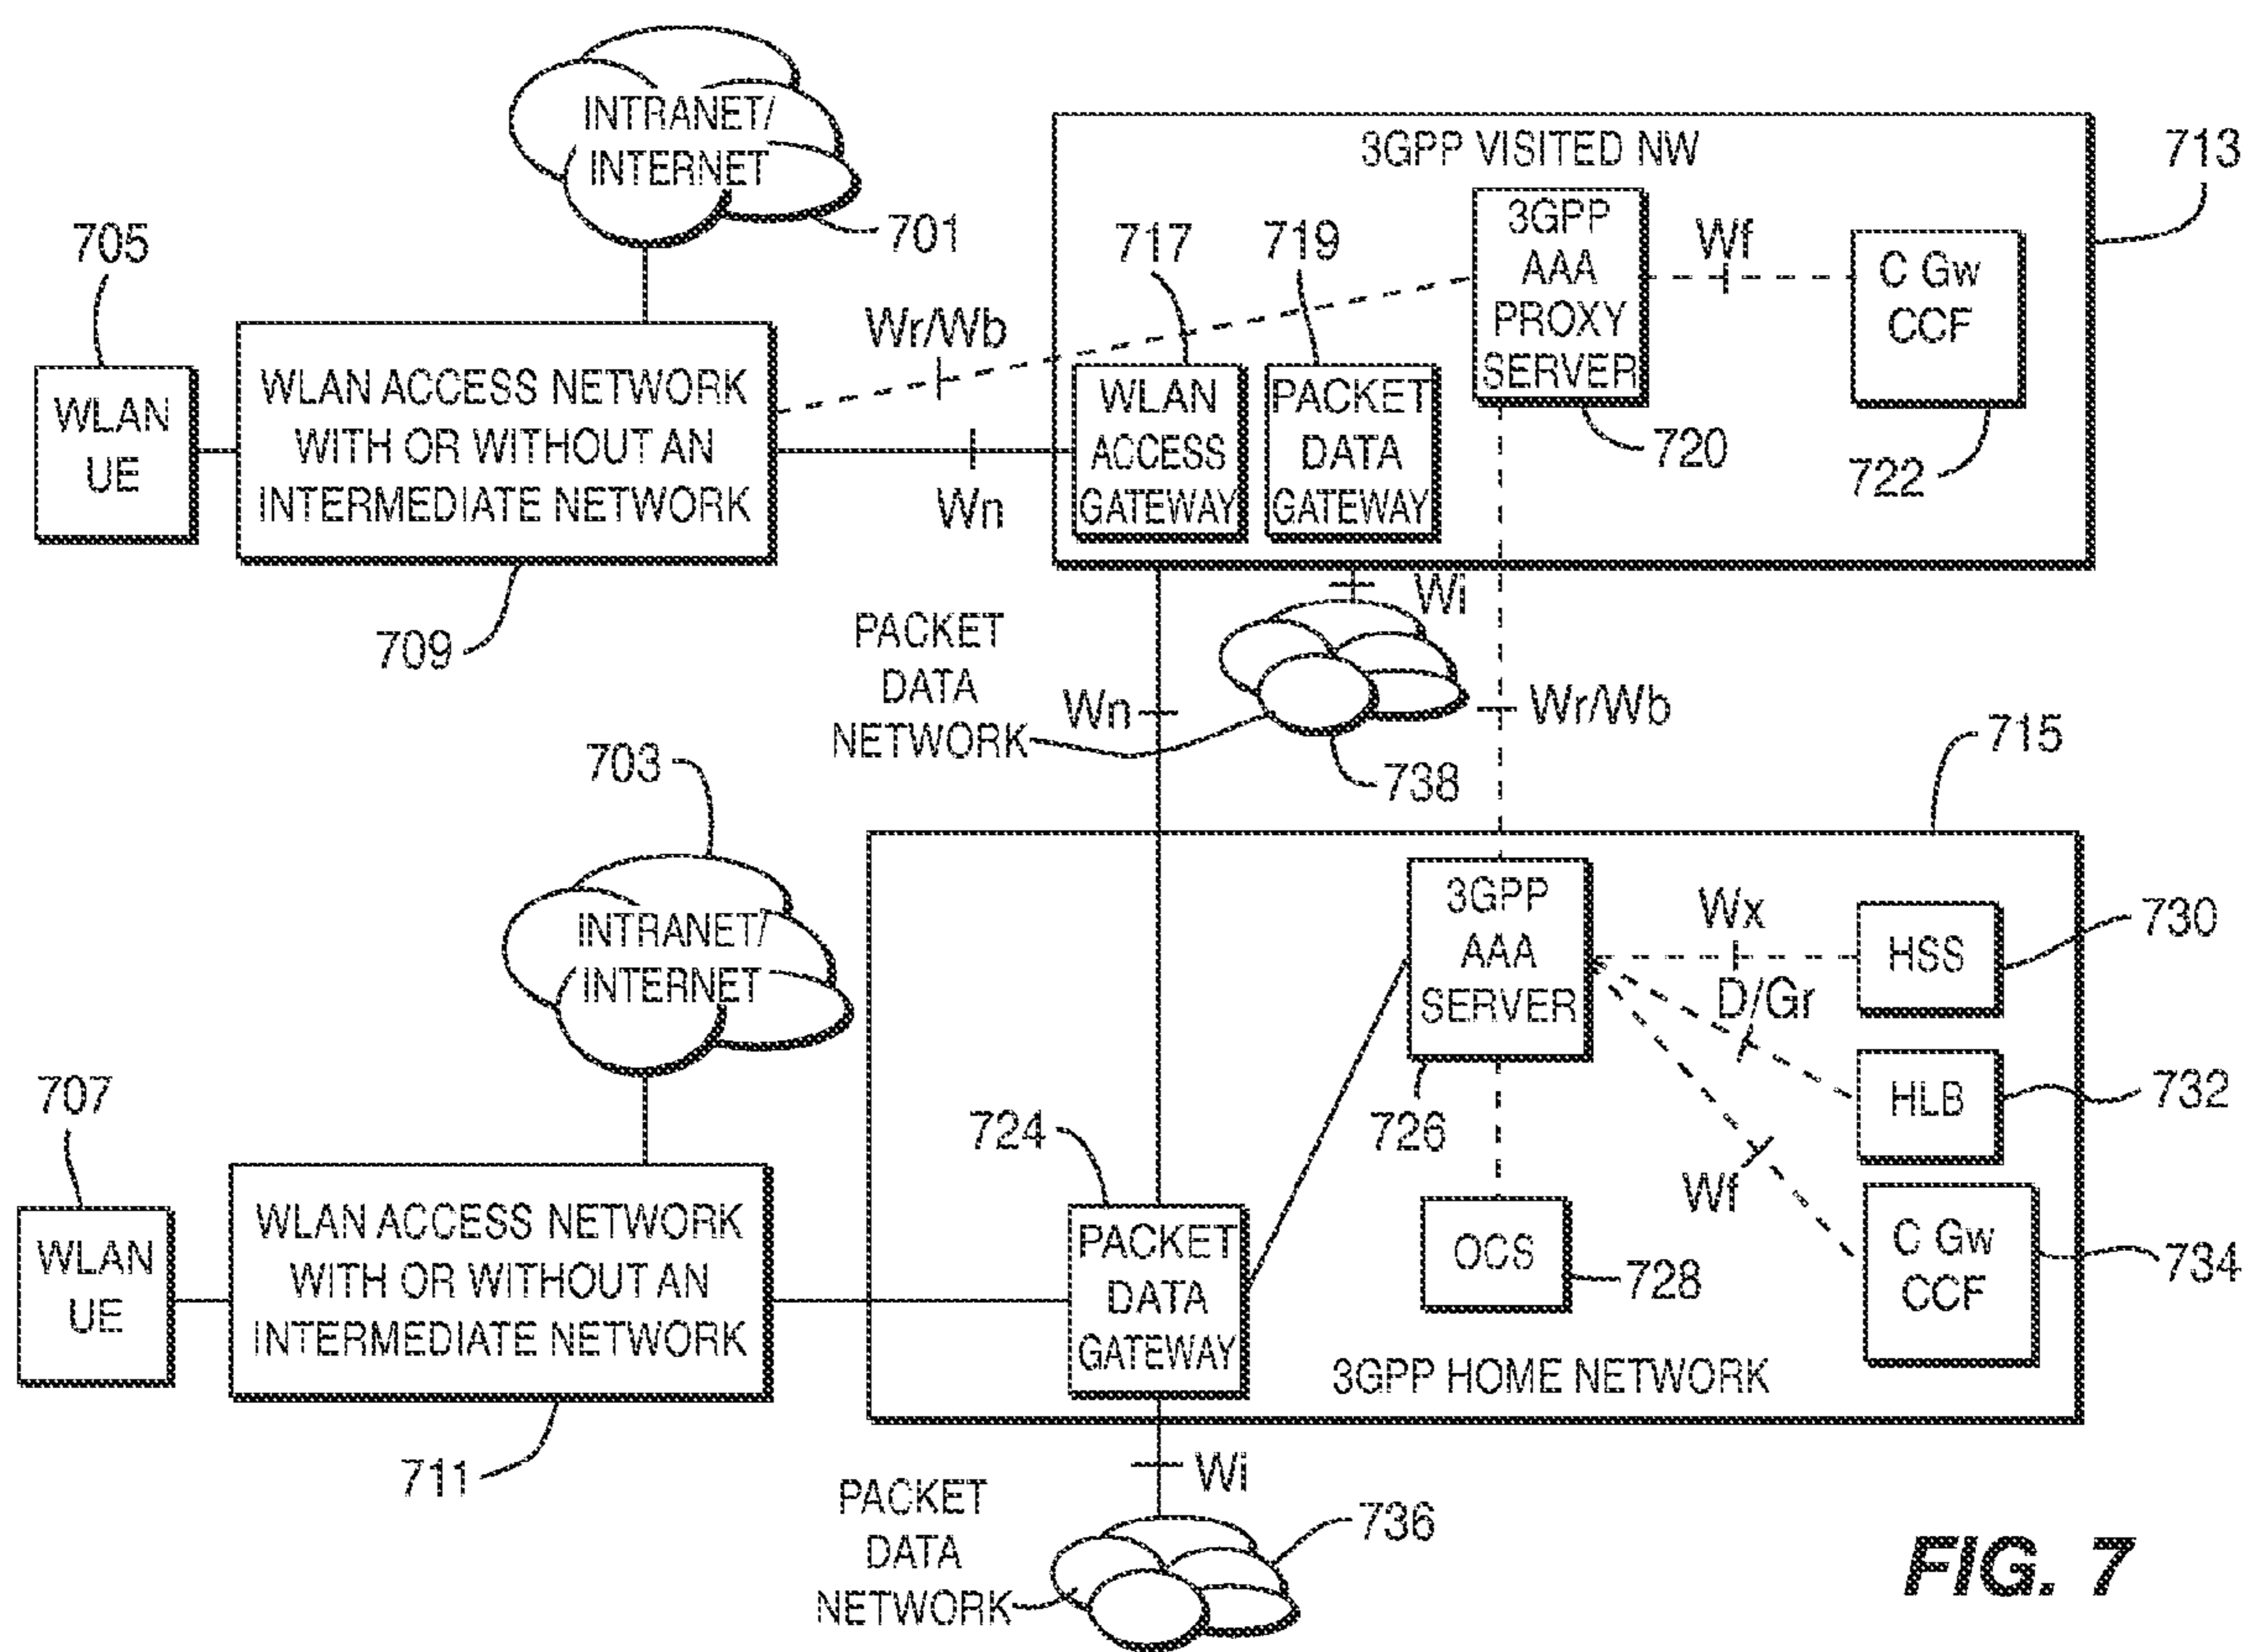 INTRANET/
INTERNET
701
705
WLAN
UE
WLAN ACCESS NETWORK
WITH OR WITHOUT AN
INTERMEDIATE NETWORK
709
Wr/Wb
Wn
3GPP VISITED NW
713
717
WLAN
ACCESS
GATEWAY
719
PACKET
DATA
GATEWAY
3GPP
AAA
PROXY
SERVER
720
Wf
C Gw
CCF
722
Wi
PACKET
DATA
NETWORK
738
Wn
Wr/Wb
715
703
INTRANET/
INTERNET
707
WLAN
UE
WLAN ACCESS NETWORK
WITH OR WITHOUT AN
INTERMEDIATE NETWORK
711
724
PACKET
DATA
GATEWAY
3GPP
AAA
SERVER
726
OCS
728
Wx
HSS
730
D/Gr
HLB
732
Wf
C Gw
CCF
734
3GPP HOME NETWORK
Wi
PACKET
DATA
NETWORK
736
FIG. 7